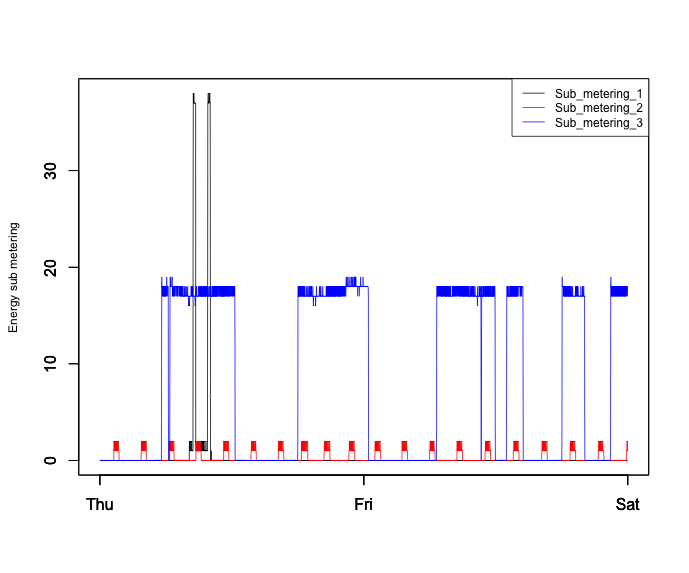 Sub_metering_1
Sub_metering_2
Sub_metering_3
Energy sub metering
30
20
10
0
Thu Fri Sat